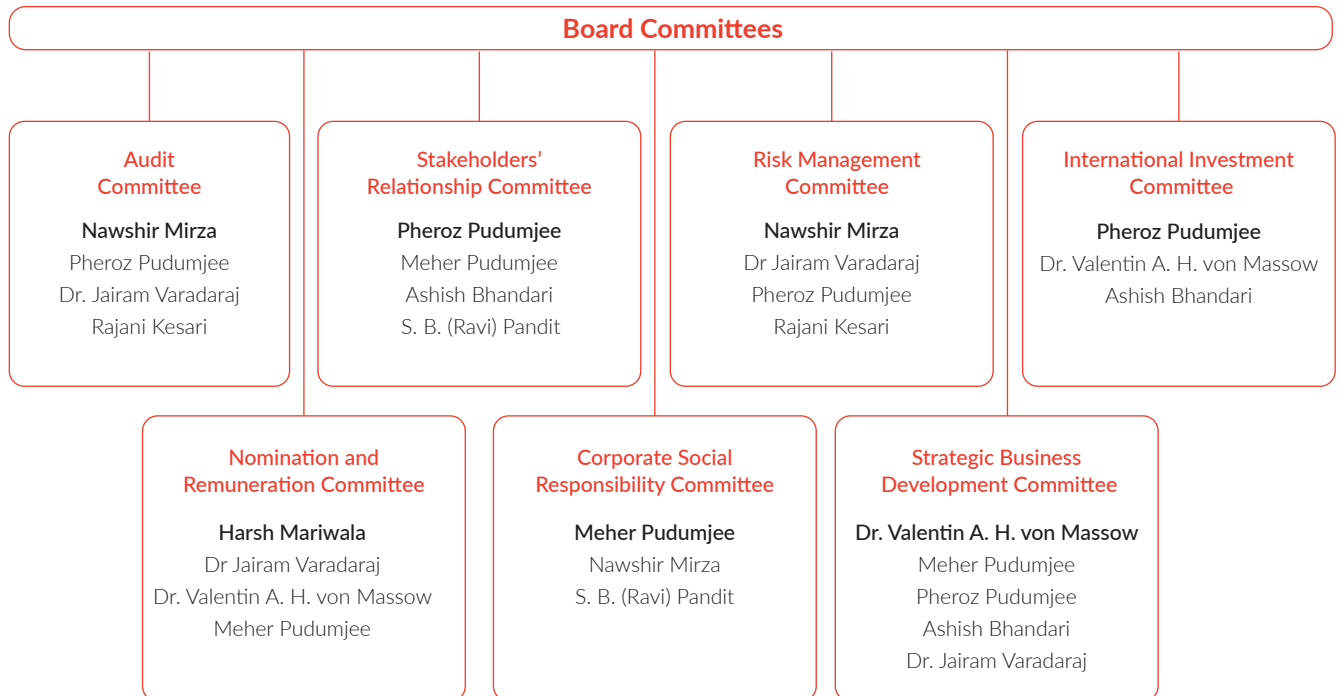 Board Committees
Audit
Committee
Nawshir Mirza
Pheroz Pudumjee
Dr. Jairam Varadaraj
Rajani Kesari
Stakeholders’
Relationship Committee
Pheroz Pudumjee
Meher Pudumjee
Ashish Bhandari
S. B. (Ravi) Pandit
Risk Management
Committee
Nawshir Mirza
Dr Jairam Varadaraj
Pheroz Pudumjee
Rajani Kesari
International Investment
Committee
Pheroz Pudumjee
Dr. Valentin A. H. von Massow
Ashish Bhandari
Nomination and
Remuneration Committee
Harsh Mariwala
Dr Jairam Varadaraj
Dr. Valentin A. H. von Massow
Meher Pudumjee
Corporate Social
Responsibility Committee
Meher Pudumjee
Nawshir Mirza
S. B. (Ravi) Pandit
Strategic Business
Development Committee
Dr. Valentin A. H. von Massow
Meher Pudumjee
Pheroz Pudumjee
Ashish Bhandari
Dr. Jairam Varadaraj